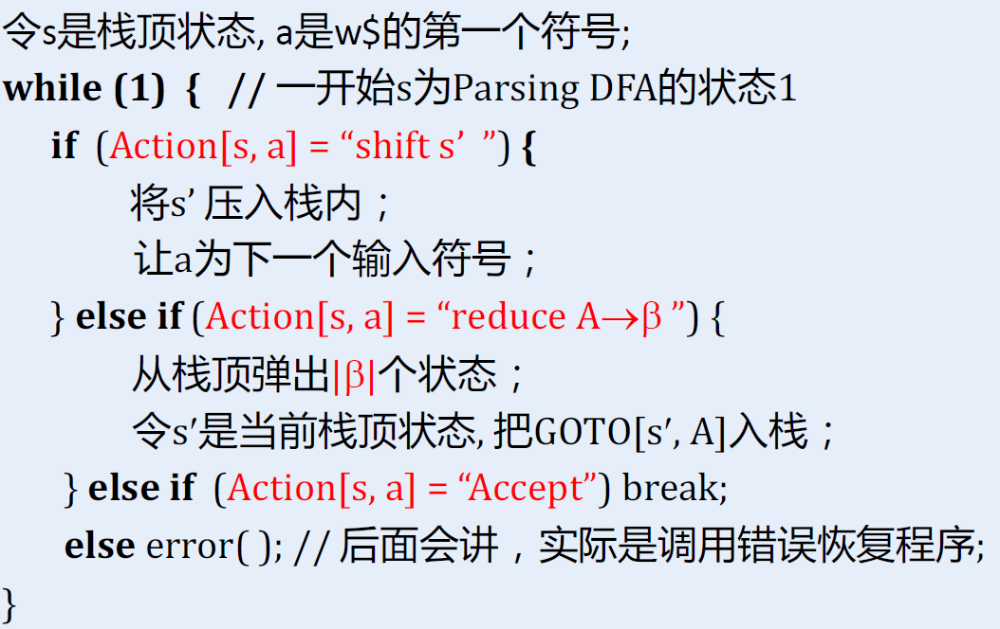 令s是栈顶状态, a是w$的第一个符号;
while (1) { // 一开始s为Parsing DFA的状态1
if (Action[s, a] = “shift s’ ”) {
将s’ 压入栈内；
让a为下一个输入符号；
} else if (Action[s, a] = “reduce A→β ”) {
从栈顶弹出|β|个状态；
令s′是当前栈顶状态, 把GOTO[s′, A]入栈；
} else if (Action[s, a] = “Accept”) break;
else error( ); // 后面会讲，实际是调用错误恢复程序;
}